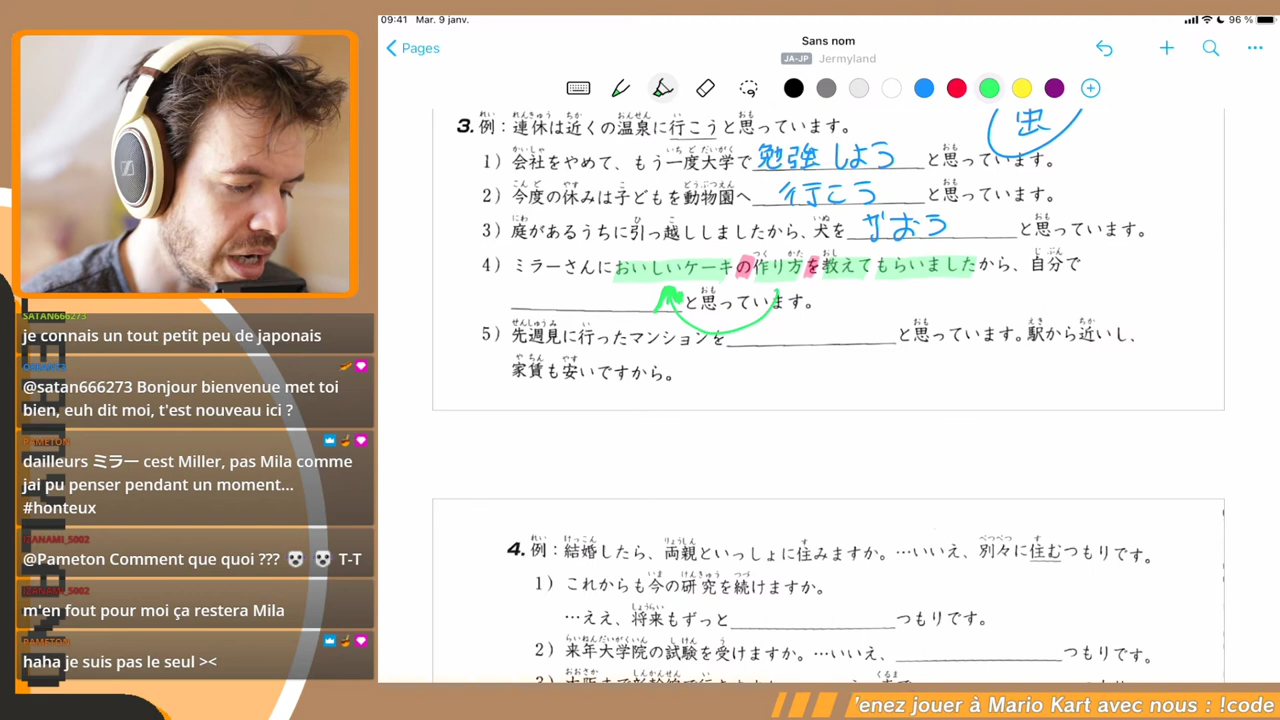 09:41 Mar. 9 janv.
96 %
Pages
Sans nom
JA-JP Jermyland
3. 例：連休は近くの温泉に行こうと思っています。
1）会社をやめて、もう一度大学で勉強しようと思っています。
2）今度の休みは子どもを動物園へ行こうと思っています。
3）庭があるうちに引っ越ししましたから、犬をがおうと思っています。
4）ミラーさんにおいしいケーキの作り方を教えてもらいましたから、自分で
と思っています。
5）先週見に行ったマンションを と思っています。駅から近いし、
家賃も安いですから。
4. 例：結婚したら、両親といっしょに住みますか。…いいえ、別々に住むつもりです。
1）これからも今の研究を続けますか。
…ええ、将来もずっと つもりです。
2）来年大学院の試験を受けますか。…いいえ、 つもりです。
SATAN666273
je connais un tout petit peu de japonais
@satan666273 Bonjour bienvenue met toi
bien, euh dit moi, t'est nouveau ici ?
PAMETON
dailleurs ミラー cest Miller, pas Mila comme
jai pu penser pendant un moment...
#honteux
IZANAMI_5002
@Pameton Comment que quoi ??? T-T
IZANAMI_5002
m'en fout pour moi ça restera Mila
PAMETON
haha je suis pas le seul ><
'enez jouer à Mario Kart avec nous : !code